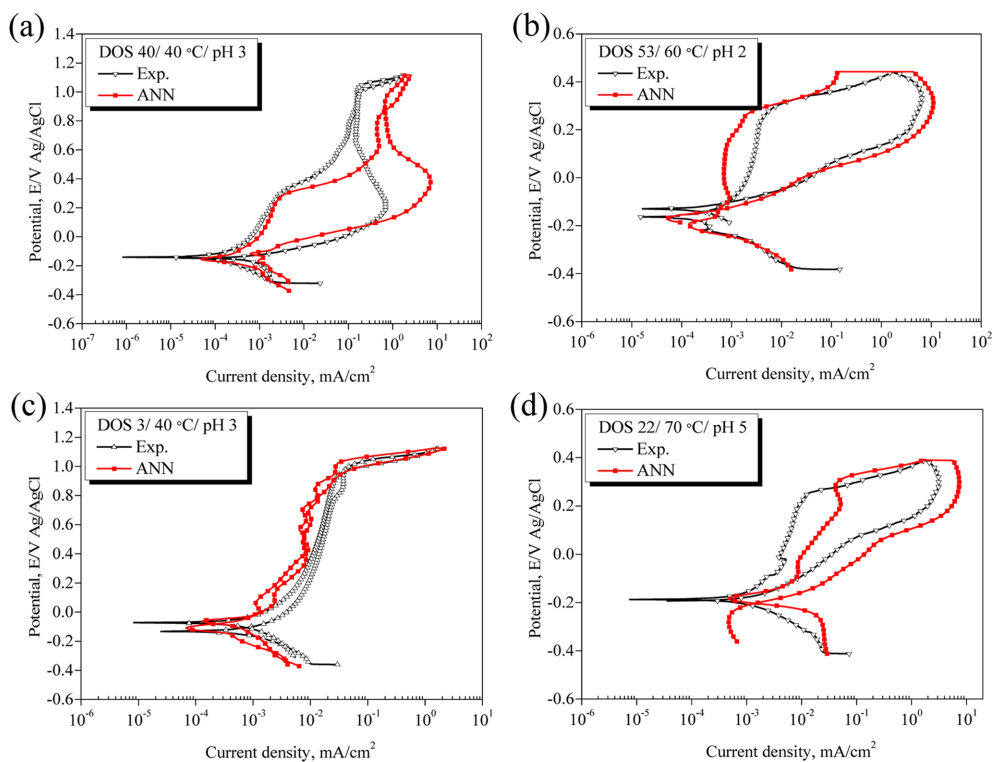 (a)
DOS 40/ 40 °C/ pH 3
Exp.
ANN
Potential, E/V Ag/AgCl
1.4
1.2
1.0
0.8
0.6
0.4
0.2
0.0
-0.2
-0.4
-0.6
10⁻⁷ 10⁻⁶ 10⁻⁵ 10⁻⁴ 10⁻³ 10⁻² 10⁻¹ 10⁰ 10¹ 10²
Current density, mA/cm²
(b)
DOS 53/ 60 °C/ pH 2
Exp.
ANN
Potential, E/V Ag/AgCl
0.6
0.4
0.2
0.0
-0.2
-0.4
-0.6
10⁻⁵ 10⁻⁴ 10⁻³ 10⁻² 10⁻¹ 10⁰ 10¹ 10²
Current density, mA/cm²
(c)
DOS 3/ 40 °C/ pH 3
Exp.
ANN
Potential, E/V Ag/AgCl
1.4
1.2
1.0
0.8
0.6
0.4
0.2
0.0
-0.2
-0.4
-0.6
10⁻⁶ 10⁻⁵ 10⁻⁴ 10⁻³ 10⁻² 10⁻¹ 10⁰ 10¹
Current density, mA/cm²
(d)
DOS 22/ 70 °C/ pH 5
Exp.
ANN
Potential, E/V Ag/AgCl
0.6
0.4
0.2
0.0
-0.2
-0.4
-0.6
10⁻⁶ 10⁻⁵ 10⁻⁴ 10⁻³ 10⁻² 10⁻¹ 10⁰ 10¹
Current density, mA/cm²